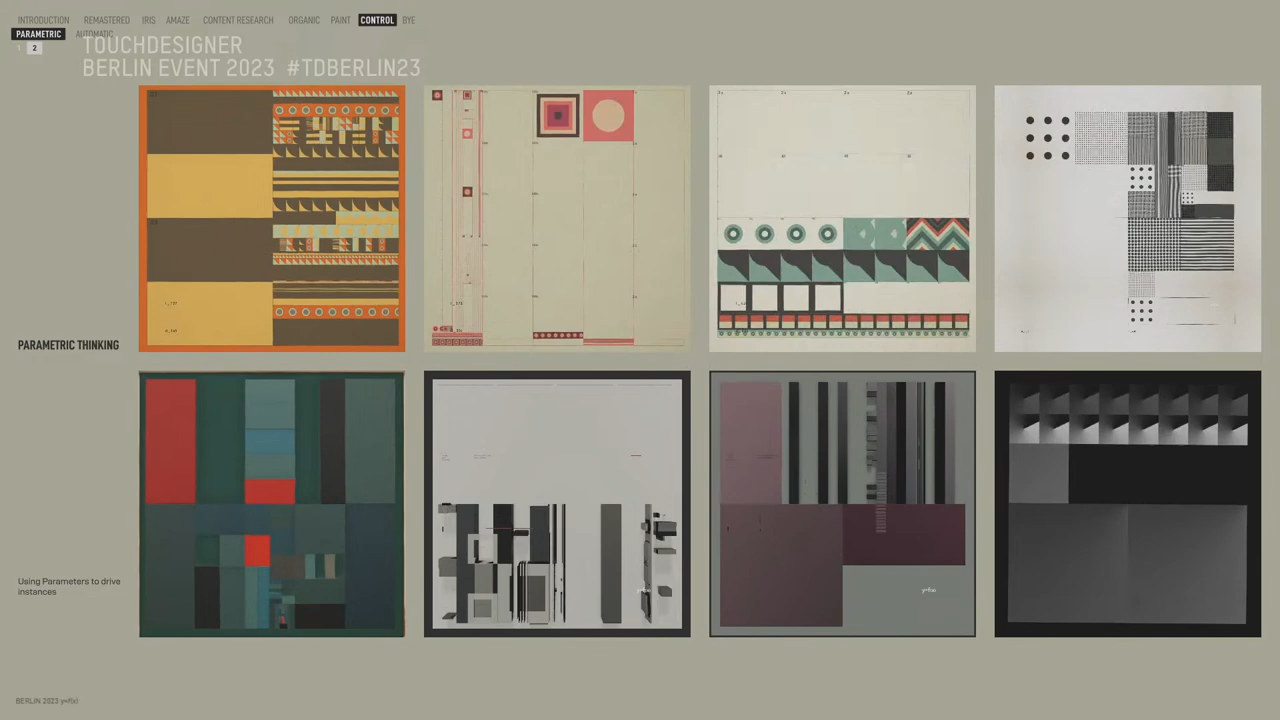 INTRODUCTION REMASTERED IRIS AMAZE CONTENT RESEARCH ORGANIC PAINT CONTROL BYE
PARAMETRIC AUTOMATIC
1 2
TOUCHDESIGNER
BERLIN EVENT 2023 #TDBERLIN23
PARAMETRIC THINKING
Using Parameters to drive
instances
y=f(x)
BERLIN 2023 y=f(x)